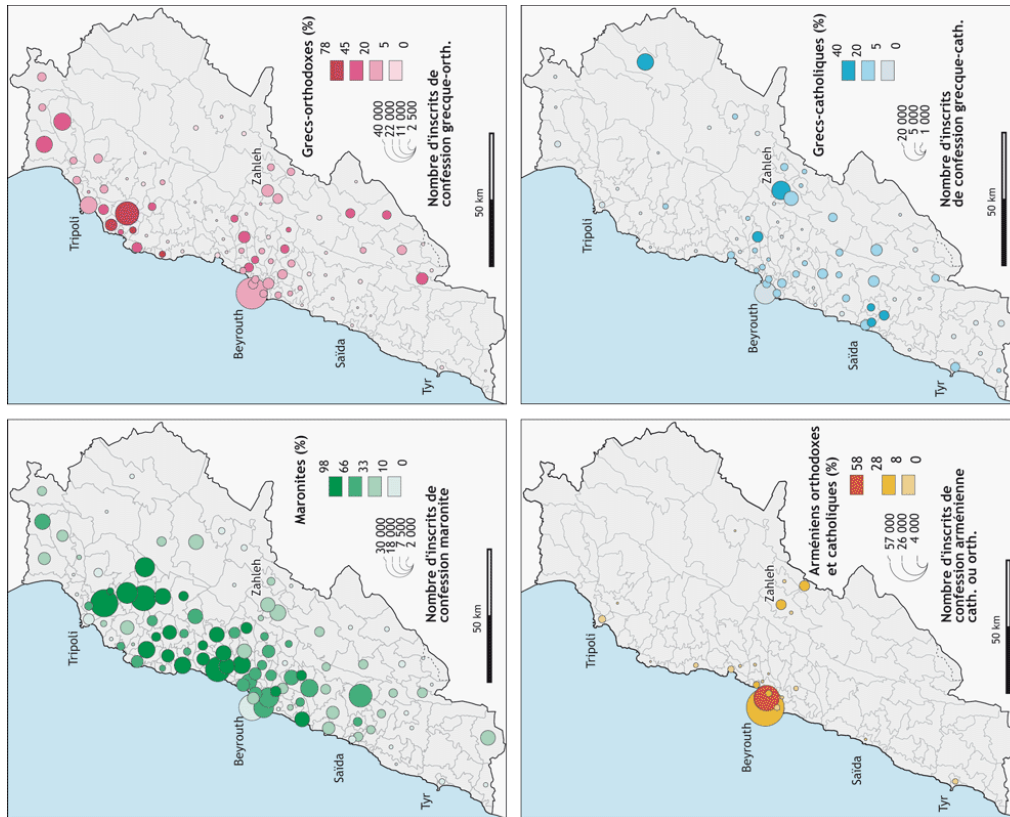 Tripoli
Beyrouth
Zahleh
Maronites (%)
98
66
33
10
0
30 000
18 000
7 500
2 000
Nombre d'inscrits de
confession maronite
Saïda
Tyr
50 km
Tripoli
Beyrouth
Zahleh
Grecs-orthodoxes (%)
78
45
20
5
0
40 000
22 000
11 000
2 500
Nombre d'inscrits de
confession grecque-orth.
Saïda
Tyr
50 km
Tripoli
Beyrouth
Zahleh
Arméniens orthodoxes
et catholiques (%)
58
28
8
0
57 000
26 000
4 000
Nombre d'inscrits de
confession arménienne
cath. ou orth.
Saïda
Tyr
50 km
Tripoli
Beyrouth
Zahleh
Grecs-catholiques (%)
40
20
5
0
20 000
5 000
1 000
Nombre d'inscrits
de confession grecque-cath.
Saïda
Tyr
50 km